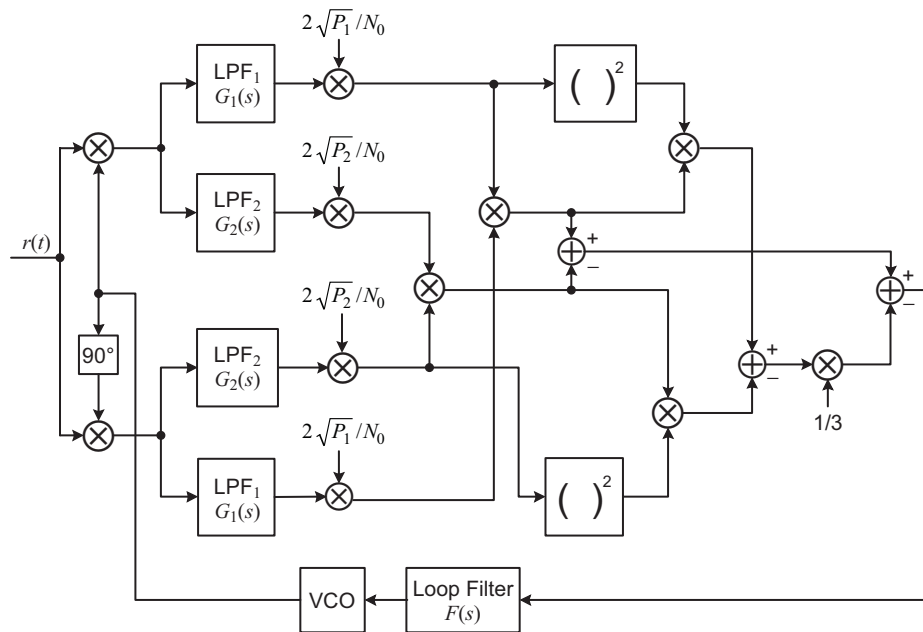 2√P₁/N₀
LPF₁
G₁(s)
( )²
2√P₂/N₀
LPF₂
G₂(s)
r(t)
+
−
+
−
2√P₂/N₀
90°
LPF₂
G₂(s)
+
−
1/3
2√P₁/N₀
LPF₁
G₁(s)
( )²
VCO
Loop Filter
F(s)